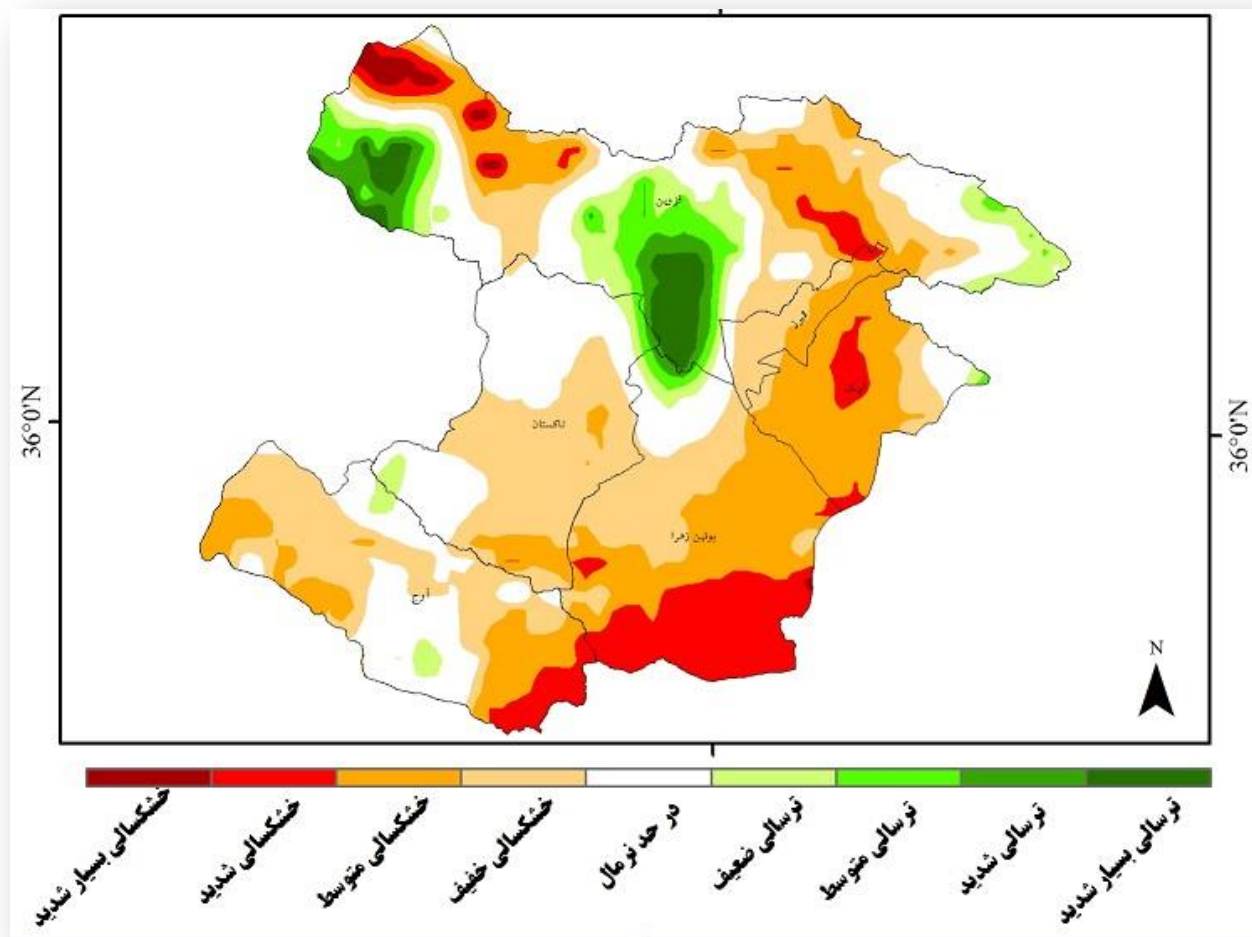 36°0'N
36°0'N
قزوین
البرز
تاکستان
بوئین زهرا
آوج
N
خشکسالی بسیار شدید
خشکسالی شدید
خشکسالی متوسط
خشکسالی خفیف
در حد نرمال
ترسالی ضعیف
ترسالی متوسط
ترسالی شدید
ترسالی بسیار شدید